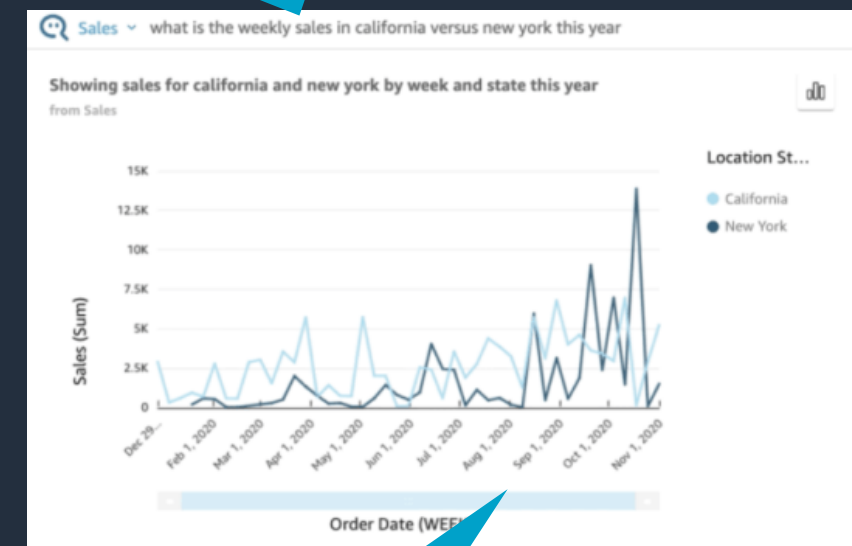 Sales what is the weekly sales in california versus new york this year
Showing sales for california and new york by week and state this year
from Sales
Location St...
California
New York
15K
12.5K
10K
7.5K
5K
2.5K
0
Sales (Sum)
Dec 29...
Feb 1, 2020
Mar 1, 2020
Apr 1, 2020
May 1, 2020
Jun 1, 2020
Jul 1, 2020
Aug 1, 2020
Sep 1, 2020
Oct 1, 2020
Nov 1, 2020
Order Date